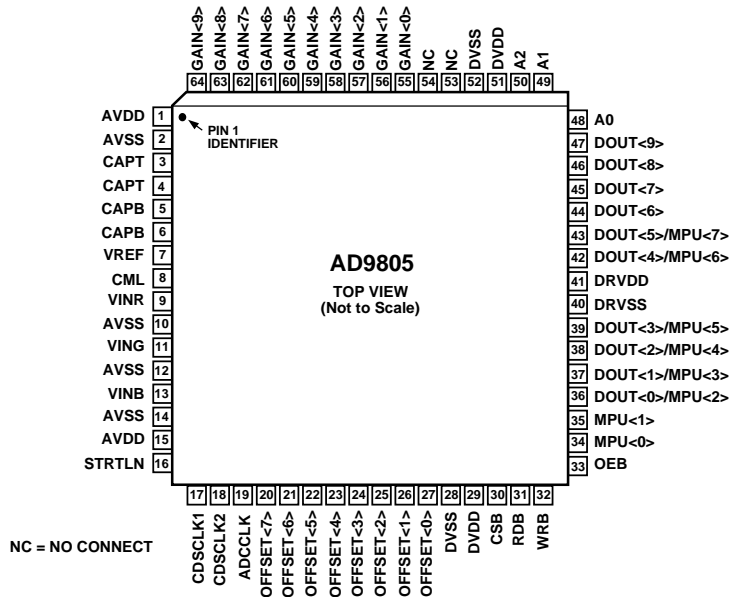 GAIN<9>
GAIN<8>
GAIN<7>
GAIN<6>
GAIN<5>
GAIN<4>
GAIN<3>
GAIN<2>
GAIN<1>
GAIN<0>
NC
NC
DVSS
DVDD
A2
A1
64 63 62 61 60 59 58 57 56 55 54 53 52 51 50 49
AVDD 1
AVSS 2
CAPT 3
CAPT 4
CAPB 5
CAPB 6
VREF 7
CML 8
VINR 9
AVSS 10
VING 11
AVSS 12
VINB 13
AVSS 14
AVDD 15
STRTLN 16
PIN 1
IDENTIFIER
AD9805
TOP VIEW
(Not to Scale)
48 A0
47 DOUT<9>
46 DOUT<8>
45 DOUT<7>
44 DOUT<6>
43 DOUT<5>/MPU<7>
42 DOUT<4>/MPU<6>
41 DRVDD
40 DRVSS
39 DOUT<3>/MPU<5>
38 DOUT<2>/MPU<4>
37 DOUT<1>/MPU<3>
36 DOUT<0>/MPU<2>
35 MPU<1>
34 MPU<0>
33 OEB
17 18 19 20 21 22 23 24 25 26 27 28 29 30 31 32
CDSCLK1
CDSCLK2
ADCCLK
OFFSET<7>
OFFSET<6>
OFFSET<5>
OFFSET<4>
OFFSET<3>
OFFSET<2>
OFFSET<1>
OFFSET<0>
DVSS
DVDD
CSB
RDB
WRB
NC = NO CONNECT